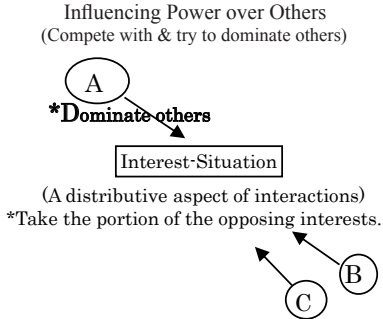 Influencing Power over Others
(Compete with & try to dominate others)
A
*Dominate others
Interest-Situation
(A distributive aspect of interactions)
*Take the portion of the opposing interests.
B
C